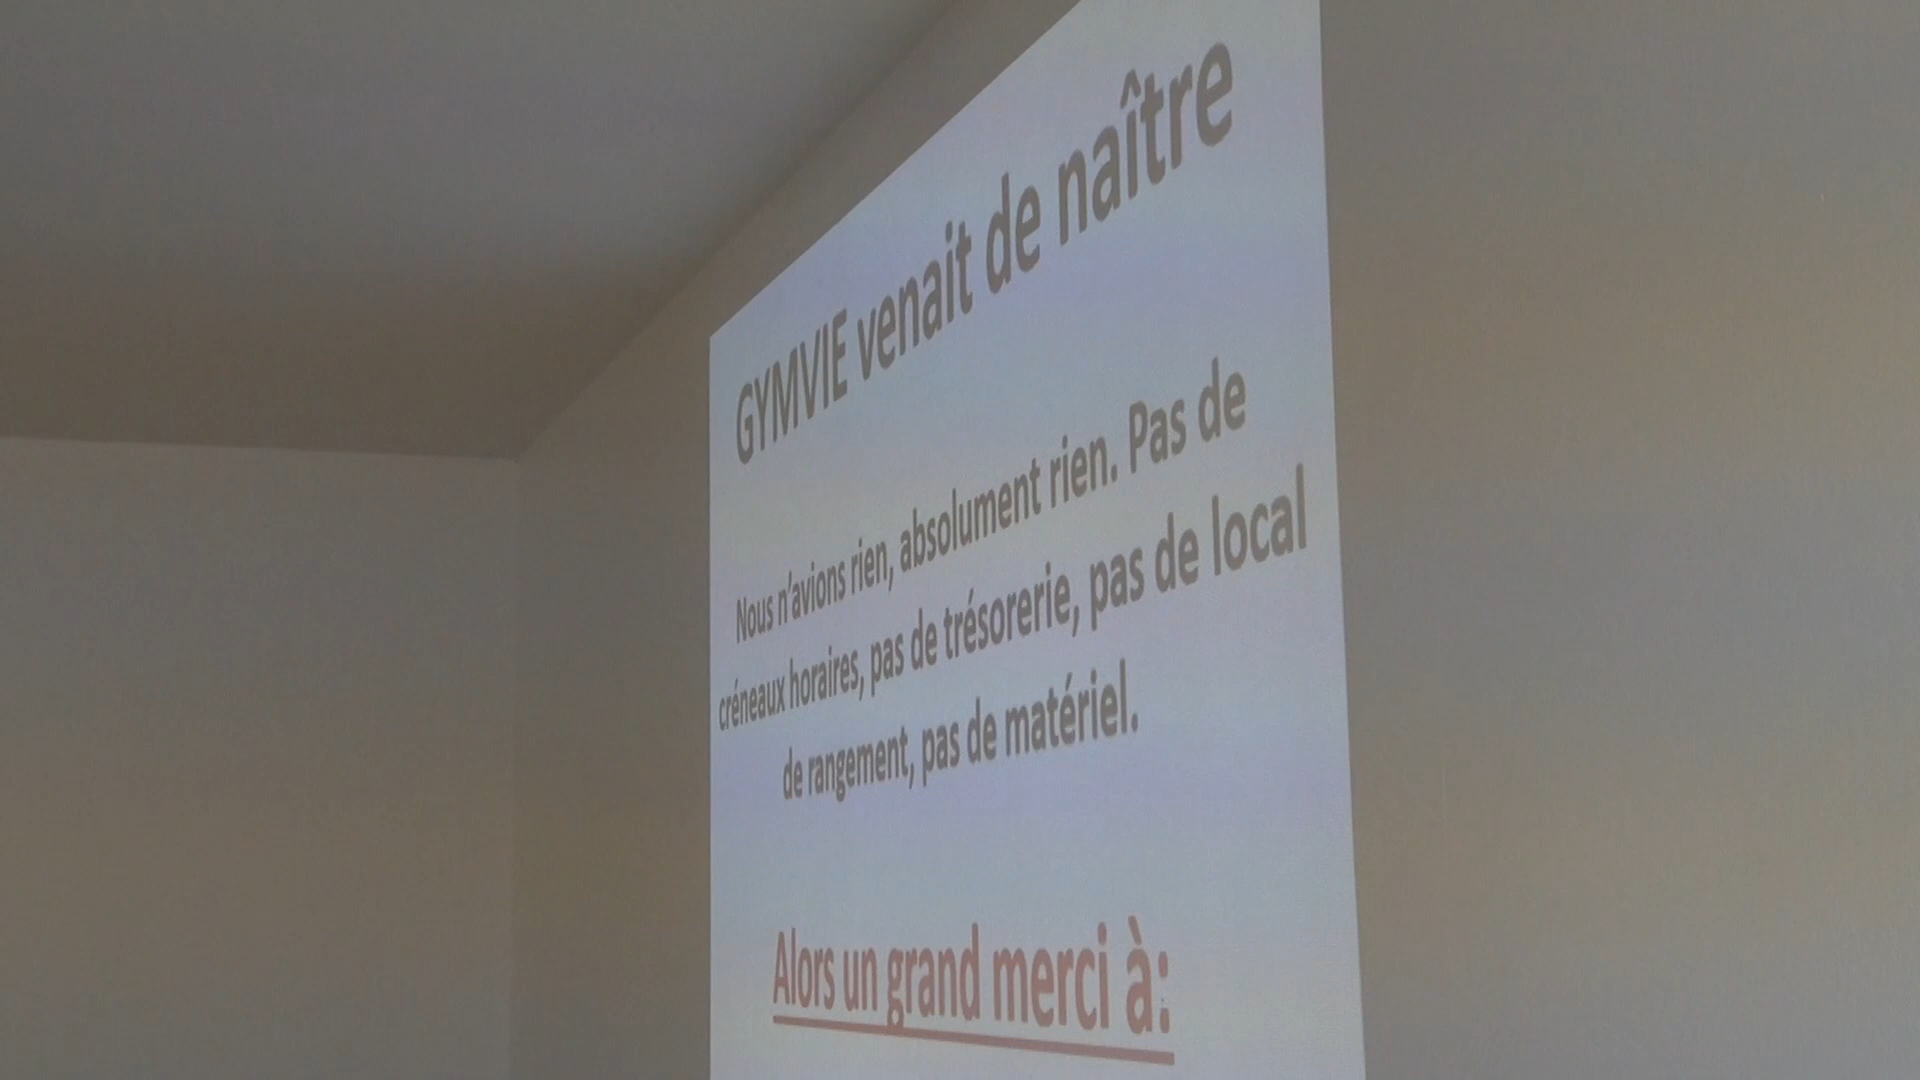 GYMVIE venait de naître
Nous n'avions rien, absolument rien. Pas de
créneaux horaires, pas de trésorerie, pas de local
de rangement, pas de matériel.
Alors un grand merci à: